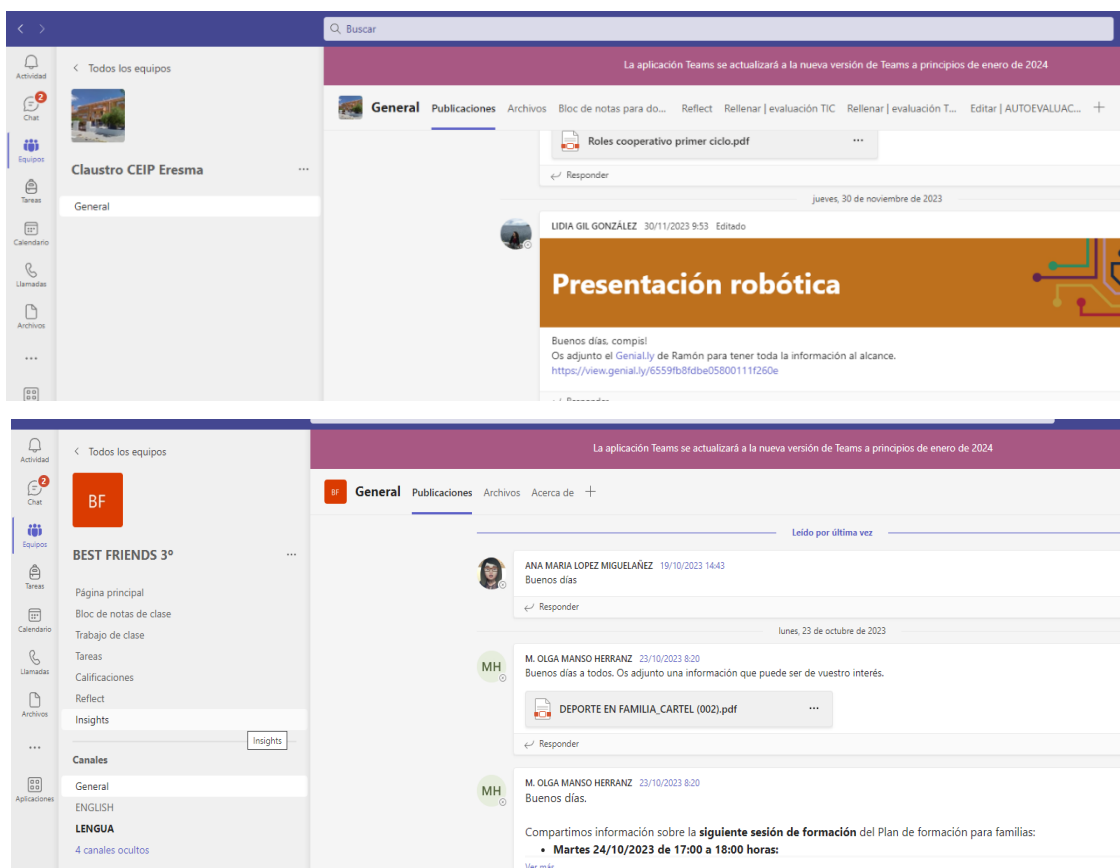 Buscar
Actividad
Chat
2
Equipos
Tareas
Calendario
Llamadas
Archivos
Todos los equipos
Claustro CEIP Eresma
General
La aplicación Teams se actualizará a la nueva versión de Teams a principios de enero de 2024
General Publicaciones Archivos Bloc de notas para do... Reflect Rellenar | evaluación TIC Rellenar | evaluación T... Editar | AUTOEVALUAC...
Roles cooperativo primer ciclo.pdf
Responder
jueves, 30 de noviembre de 2023
LIDIA GIL GONZÁLEZ 30/11/2023 9:53 Editado
Presentación robótica
Buenos días, compis!
Os adjunto el Genial.ly de Ramón para tener toda la información al alcance.
https://view.genial.ly/6559fb8fdbe05800111f260e
Responder
Actividad
Chat
2
Equipos
Tareas
Calendario
Llamadas
Archivos
Aplicaciones
Todos los equipos
BF
BEST FRIENDS 3º
Página principal
Bloc de notas de clase
Trabajo de clase
Tareas
Calificaciones
Reflect
Insights
Insights
Canales
General
ENGLISH
LENGUA
4 canales ocultos
La aplicación Teams se actualizará a la nueva versión de Teams a principios de enero de 2024
BF General Publicaciones Archivos Acerca de
Leído por última vez
ANA MARIA LOPEZ MIGUELAÑEZ 19/10/2023 14:43
Buenos días
Responder
lunes, 23 de octubre de 2023
MH
M. OLGA MANSO HERRANZ 23/10/2023 8:20
Buenos días a todos. Os adjunto una información que puede ser de vuestro interés.
DEPORTE EN FAMILIA_CARTEL (002).pdf
Responder
MH
M. OLGA MANSO HERRANZ 23/10/2023 8:20
Buenos días.
Compartimos información sobre la siguiente sesión de formación del Plan de formación para familias:
• Martes 24/10/2023 de 17:00 a 18:00 horas:
Ver más